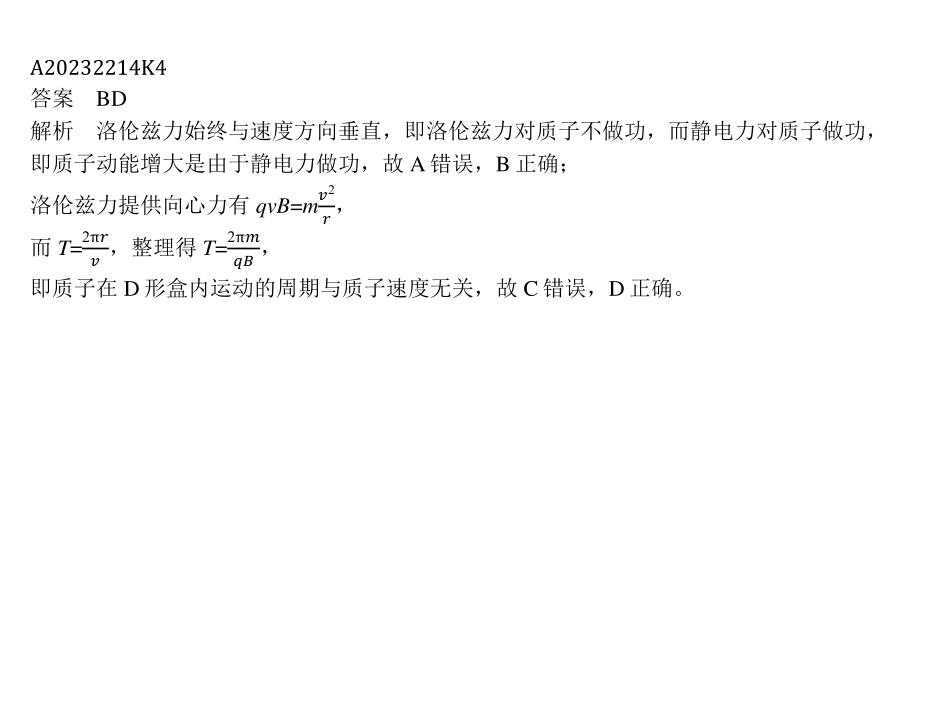 A20232214K4
答案 BD
解析 洛伦兹力始终与速度方向垂直，即洛伦兹力对质子不做功，而静电力对质子做功，
即质子动能增大是由于静电力做功，故 A 错误，B 正确；
洛伦兹力提供向心力有 qvB=m\frac{v^2}{r}，
而 T=\frac{2πr}{v}，整理得 T=\frac{2πm}{qB}，
即质子在 D 形盒内运动的周期与质子速度无关，故 C 错误，D 正确。